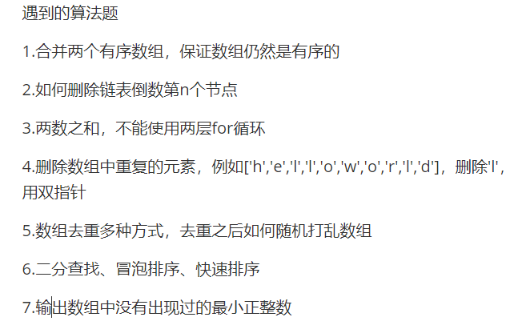 遇到的算法题
1.合并两个有序数组，保证数组仍然是有序的
2.如何删除链表倒数第n个节点
3.两数之和，不能使用两层for循环
4.删除数组中重复的元素，例如['h','e','l','l','o','w','o','r','l','d']，删除'l'，
用双指针
5.数组去重多种方式，去重之后如何随机打乱数组
6.二分查找、冒泡排序、快速排序
7.输出数组中没有出现过的最小正整数